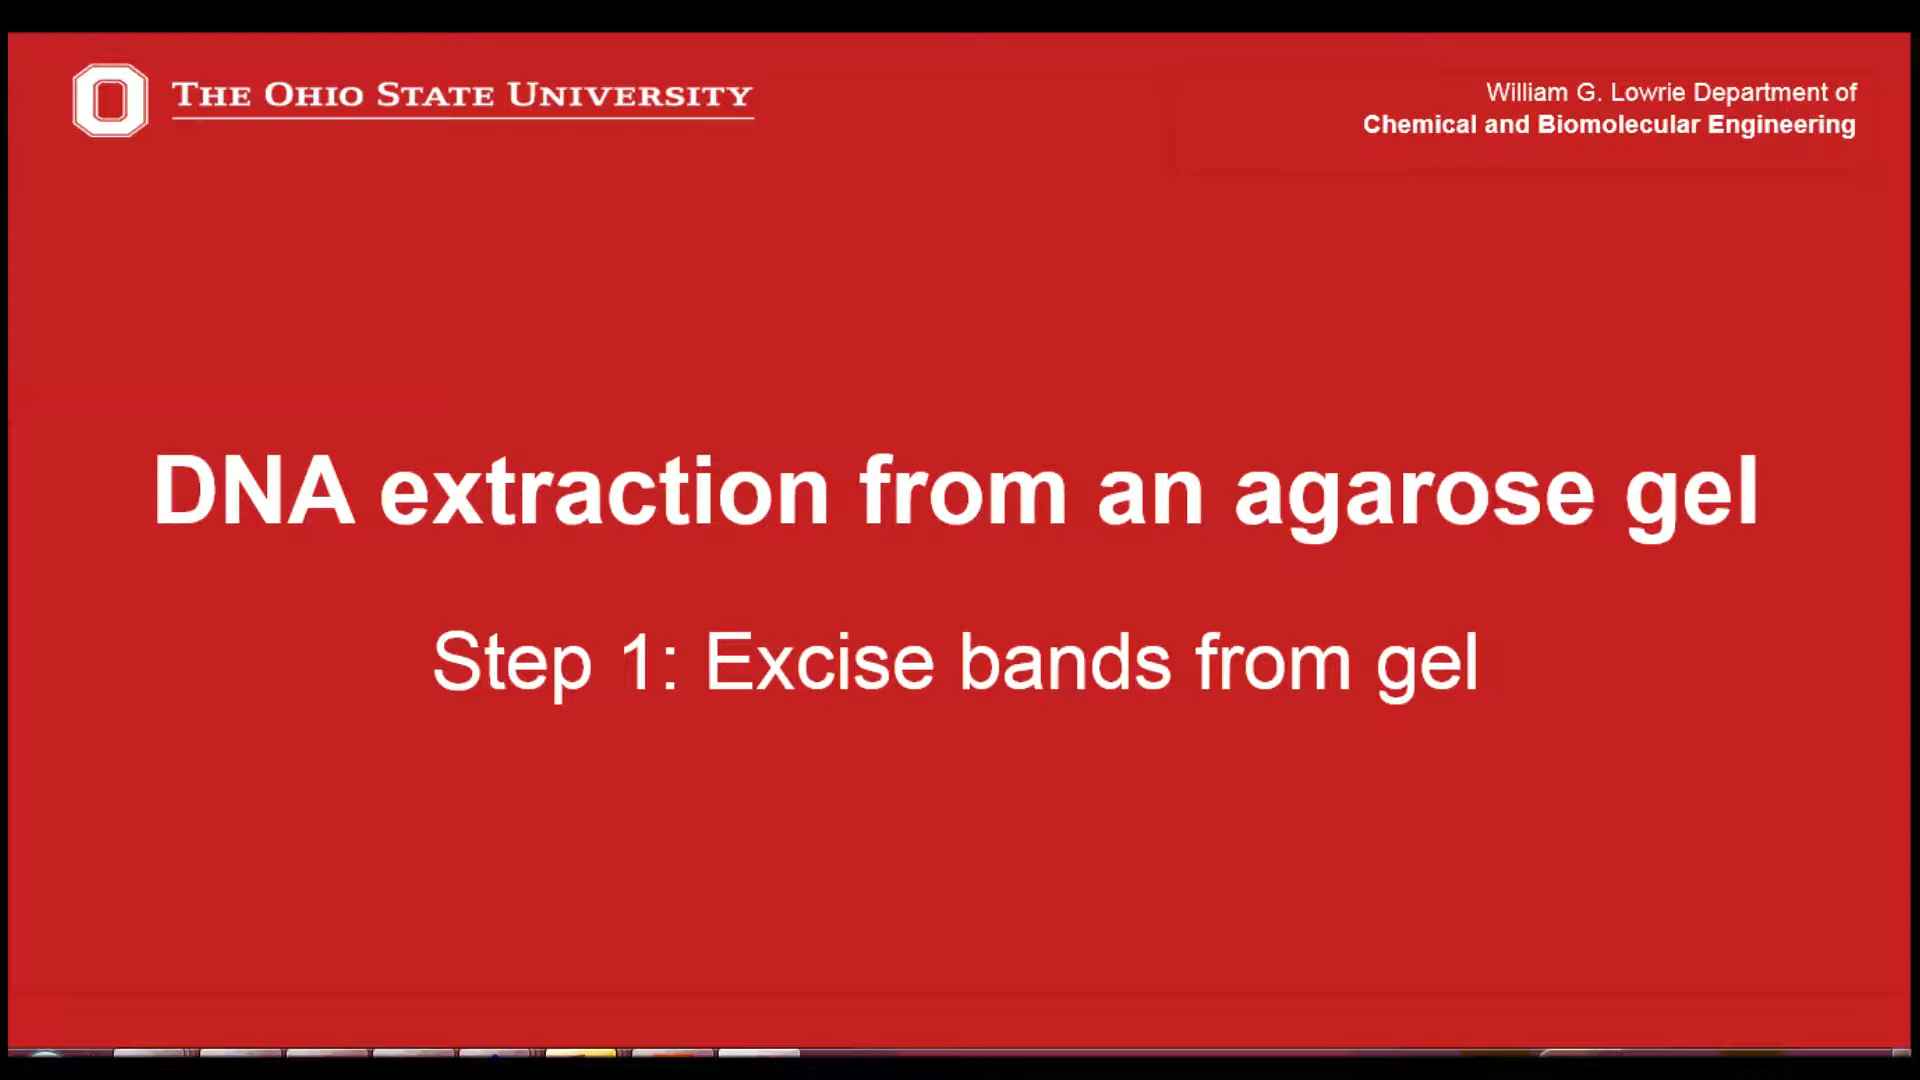 THE OHIO STATE UNIVERSITY
William G. Lowrie Department of
Chemical and Biomolecular Engineering
DNA extraction from an agarose gel
Step 1: Excise bands from gel